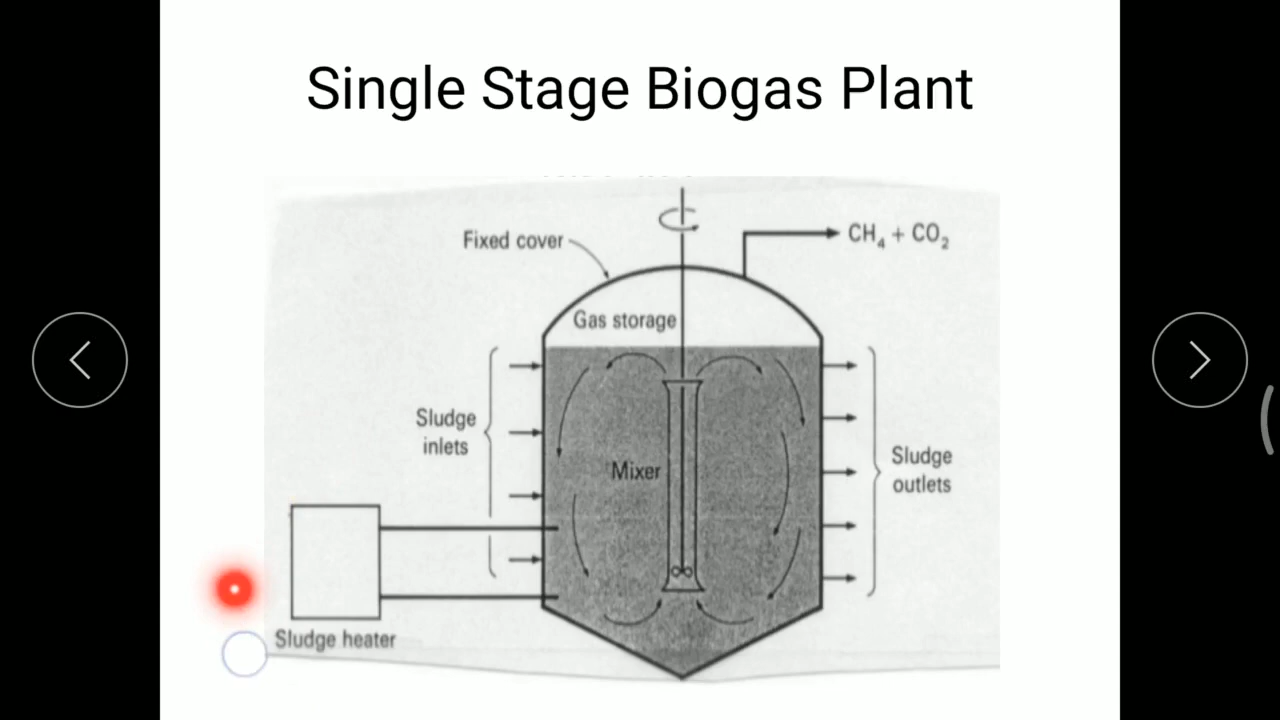 Single Stage Biogas Plant
Fixed cover
CH₄ + CO₂
Gas storage
Sludge
inlets
Mixer
Sludge
outlets
Sludge heater